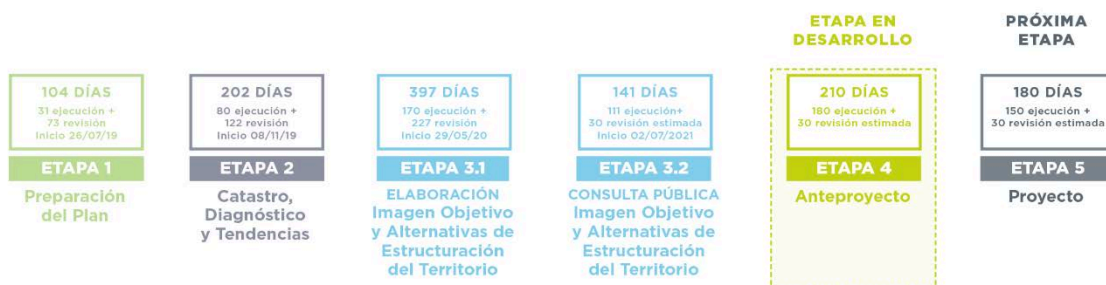 ETAPA EN
DESARROLLO
PRÓXIMA
ETAPA
104 DÍAS
31 ejecución +
73 revisión
Inicio 26/07/19
ETAPA 1
Preparación
del Plan
202 DÍAS
80 ejecución +
122 revisión
Inicio 08/11/19
ETAPA 2
Catastro,
Diagnóstico
y Tendencias
397 DÍAS
170 ejecución +
227 revisión
Inicio 29/05/20
ETAPA 3.1
ELABORACIÓN
Imagen Objetivo
y Alternativas de
Estructuración
del Territorio
141 DÍAS
111 ejecución+
30 revisión estimada
Inicio 02/07/2021
ETAPA 3.2
CONSULTA PÚBLICA
Imagen Objetivo
y Alternativas de
Estructuración
del Territorio
210 DÍAS
180 ejecución +
30 revisión estimada
ETAPA 4
Anteproyecto
180 DÍAS
150 ejecución +
30 revisión estimada
ETAPA 5
Proyecto